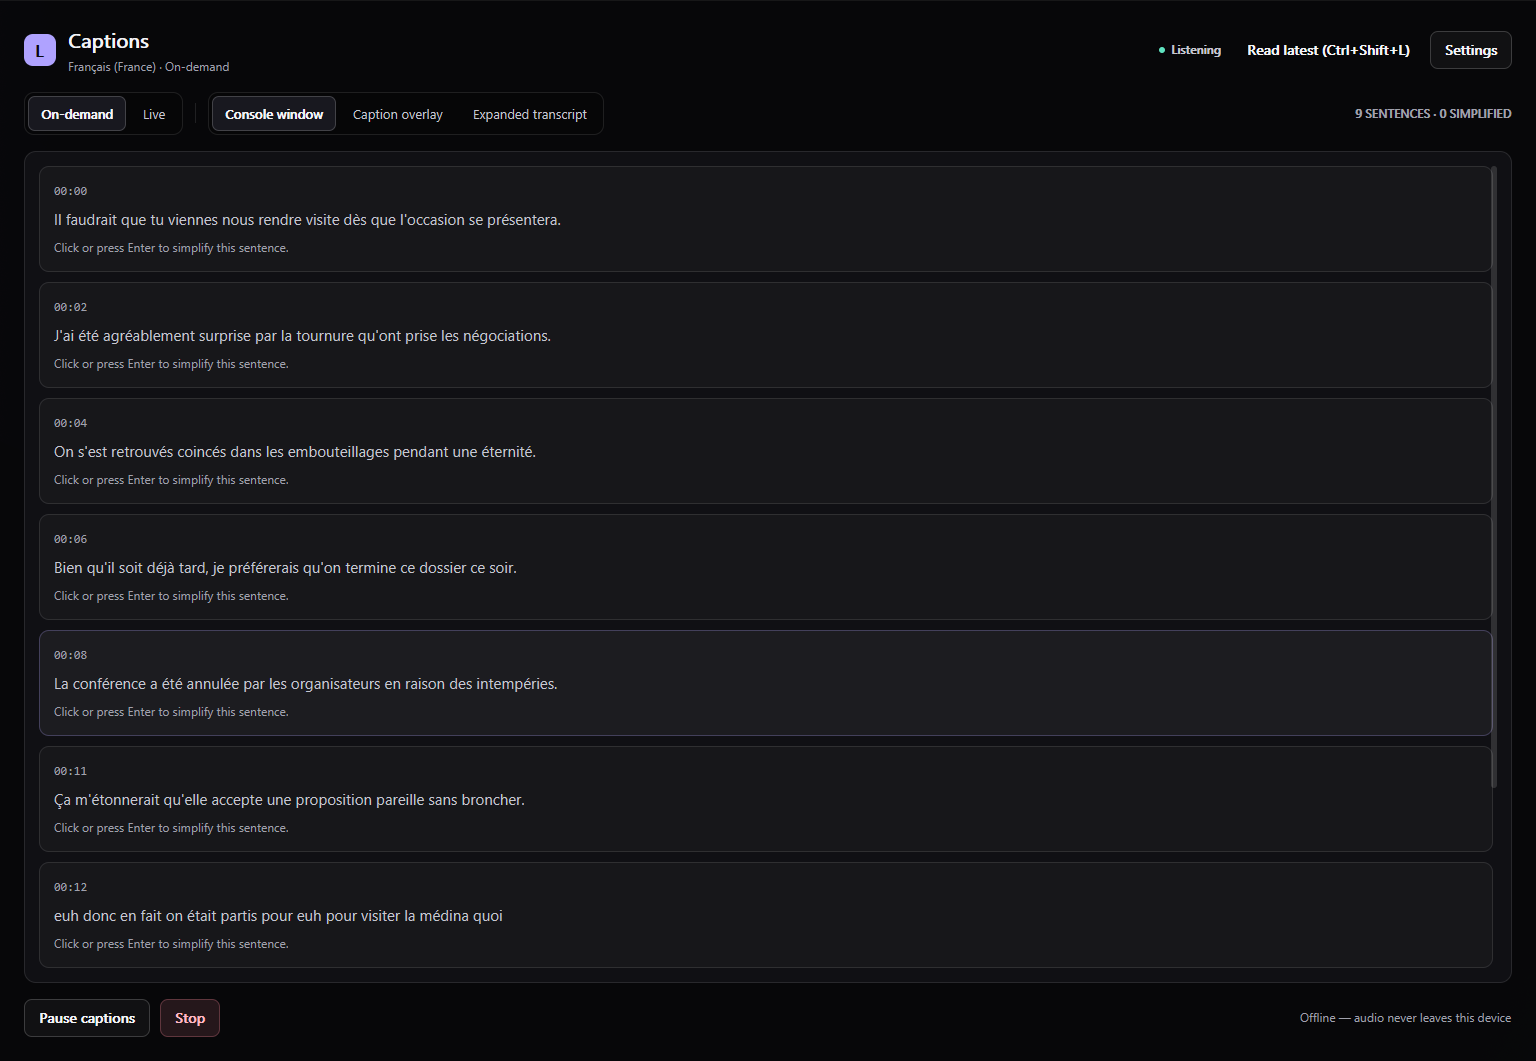 L
Captions
Français (France) · On-demand
Listening
Read latest (Ctrl+Shift+L)
Settings
On-demand
Live
Console window
Caption overlay
Expanded transcript
9 SENTENCES · 0 SIMPLIFIED
00:00
Il faudrait que tu viennes nous rendre visite dès que l'occasion se présentera.
Click or press Enter to simplify this sentence.
00:02
J'ai été agréablement surprise par la tournure qu'ont prise les négociations.
Click or press Enter to simplify this sentence.
00:04
On s'est retrouvés coincés dans les embouteillages pendant une éternité.
Click or press Enter to simplify this sentence.
00:06
Bien qu'il soit déjà tard, je préférerais qu'on termine ce dossier ce soir.
Click or press Enter to simplify this sentence.
00:08
La conférence a été annulée par les organisateurs en raison des intempéries.
Click or press Enter to simplify this sentence.
00:11
Ça m'étonnerait qu'elle accepte une proposition pareille sans broncher.
Click or press Enter to simplify this sentence.
00:12
euh donc en fait on était partis pour euh pour visiter la médina quoi
Click or press Enter to simplify this sentence.
Pause captions
Stop
Offline — audio never leaves this device